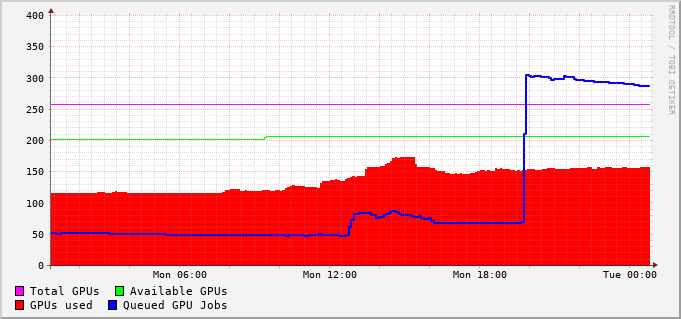 400
350
300
250
200
150
100
50
0
Mon 06:00 Mon 12:00 Mon 18:00 Tue 00:00
Total GPUs Available GPUs
GPUs used Queued GPU Jobs
RRDTOOL / TOBI OETIKER